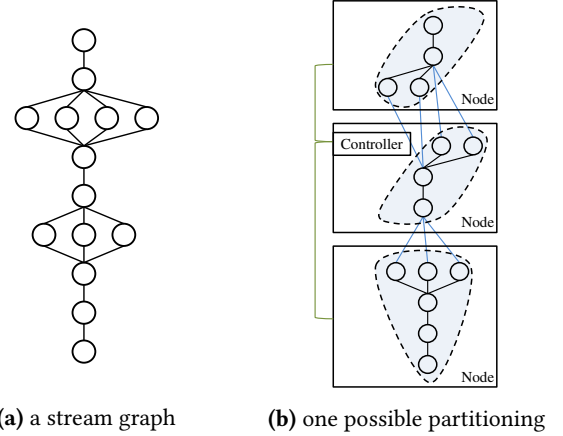 Node
Controller
Node
Node
(a) a stream graph
(b) one possible partitioning